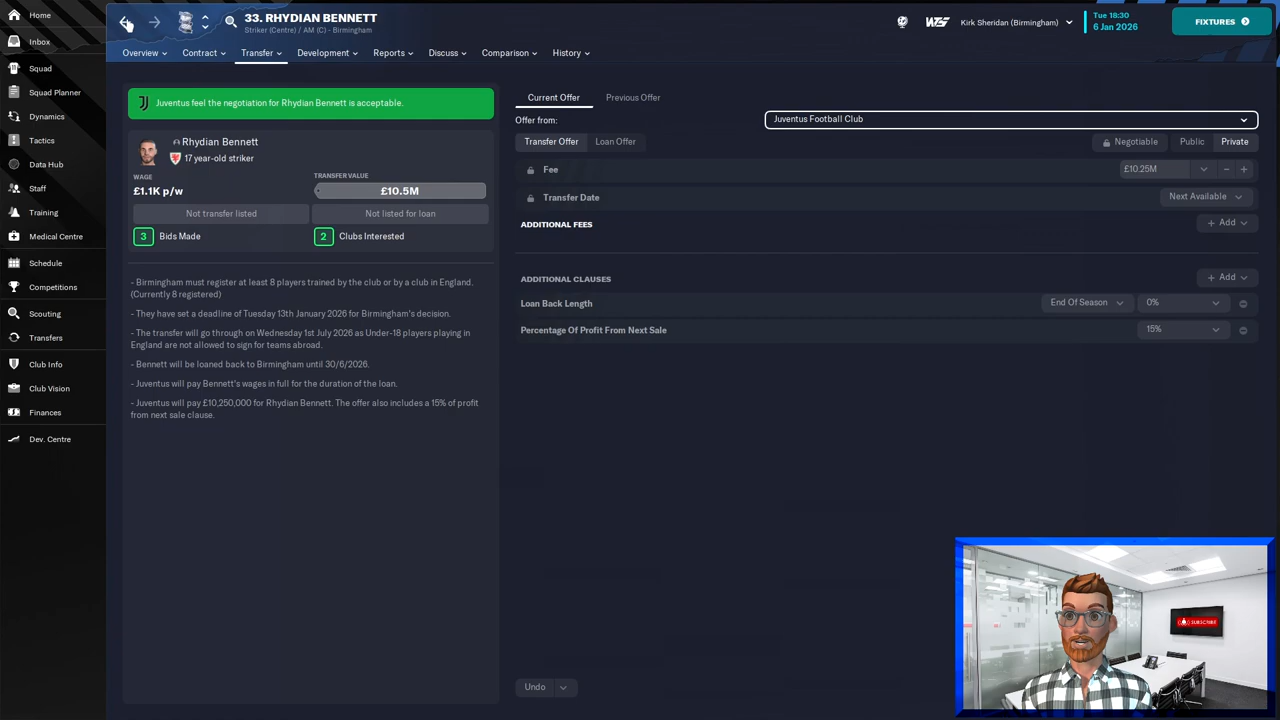 Home
Inbox
Squad
Squad Planner
Dynamics
Tactics
Data Hub
Staff
Training
Medical Centre
Schedule
Competitions
Scouting
Transfers
Club Info
Club Vision
Finances
Dev. Centre
33. RHYDIAN BENNETT
Striker (Centre) / AM (C) - Birmingham
Kirk Sheridan (Birmingham)
Tue 18:30
6 Jan 2026
FIXTURES
Overview
Contract
Transfer
Development
Reports
Discuss
Comparison
History
Juventus feel the negotiation for Rhydian Bennett is acceptable.
Rhydian Bennett
17 year-old striker
WAGE
TRANSFER VALUE
£1.1K p/w
£10.5M
Not transfer listed
Not listed for loan
3 Bids Made
2 Clubs Interested
- Birmingham must register at least 8 players trained by the club or by a club in England.
(Currently 8 registered)
- They have set a deadline of Tuesday 13th January 2026 for Birmingham's decision.
- The transfer will go through on Wednesday 1st July 2026 as Under-18 players playing in
England are not allowed to sign for teams abroad.
- Bennett will be loaned back to Birmingham until 30/6/2026.
- Juventus will pay Bennett's wages in full for the duration of the loan.
- Juventus will pay £10,250,000 for Rhydian Bennett. The offer also includes a 15% of profit
from next sale clause.
Current Offer
Previous Offer
Offer from:
Juventus Football Club
Transfer Offer
Loan Offer
Negotiable
Public
Private
Fee
£10.25M
Transfer Date
Next Available
ADDITIONAL FEES
+ Add
ADDITIONAL CLAUSES
+ Add
Loan Back Length
End Of Season
0%
Percentage Of Profit From Next Sale
15%
Undo
SUBSCRIBE